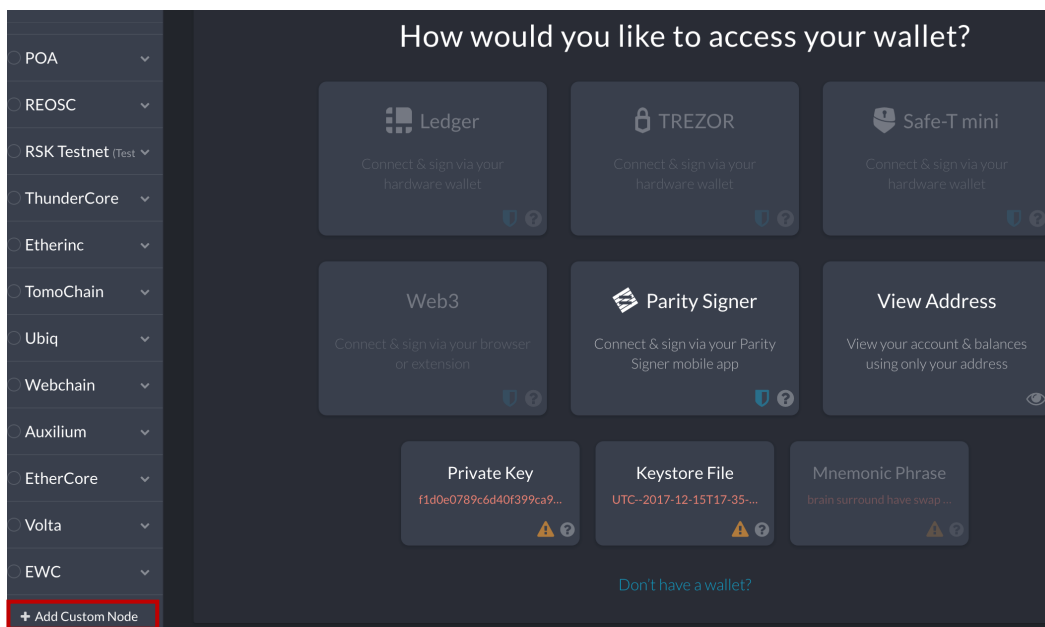 How would you like to access your wallet?
POA
REOSC
RSK Testnet (Test
ThunderCore
Etherinc
TomoChain
Ubiq
Webchain
Auxilium
EtherCore
Volta
EWC
+ Add Custom Node
Ledger
Connect & sign via your
hardware wallet
TREZOR
Connect & sign via your
hardware wallet
Safe-T mini
Connect & sign via your
hardware wallet
Web3
Connect & sign via your browser
or extension
Parity Signer
Connect & sign via your Parity
Signer mobile app
View Address
View your account & balances
using only your address
Private Key
f1d0e0789c6d40f399ca9...
Keystore File
UTC--2017-12-15T17-35-...
Mnemonic Phrase
brain surround have swap ...
Don't have a wallet?